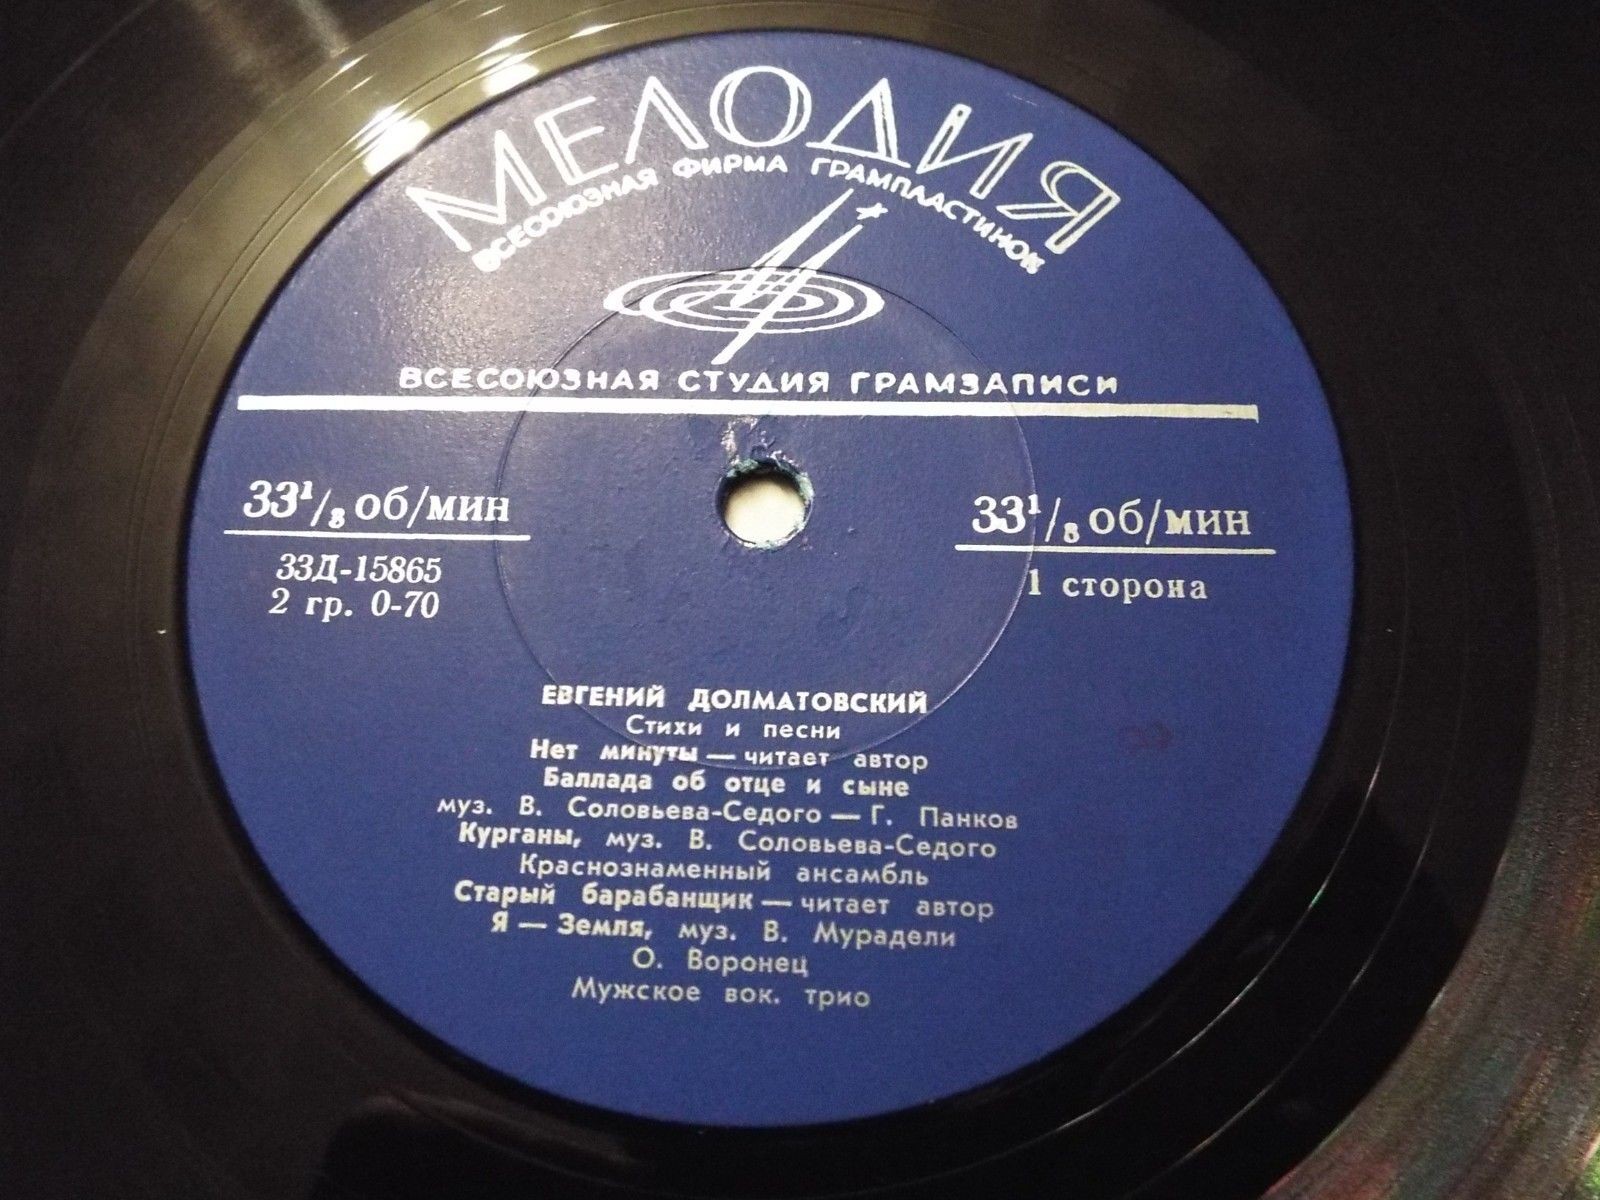 МЕЛОДИЯ
ВСЕСОЮЗНАЯ ФИРМА ГРАМПЛАСТИНОК
ВСЕСОЮЗНАЯ СТУДИЯ ГРАМЗАПИСИ
33⅓ об/мин
33Д-15865
2 гр. 0-70
33⅓ об/мин
1 сторона
ЕВГЕНИЙ ДОЛМАТОВСКИЙ
Стихи и песни
Нет минуты — читает автор
Баллада об отце и сыне
муз. В. Соловьева-Седого — Г. Панков
Курганы, муз. В. Соловьева-Седого
Краснознаменный ансамбль
Старый барабанщик — читает автор
Я — Земля, муз. В. Мурадели
О. Воронец
Мужское вок. трио